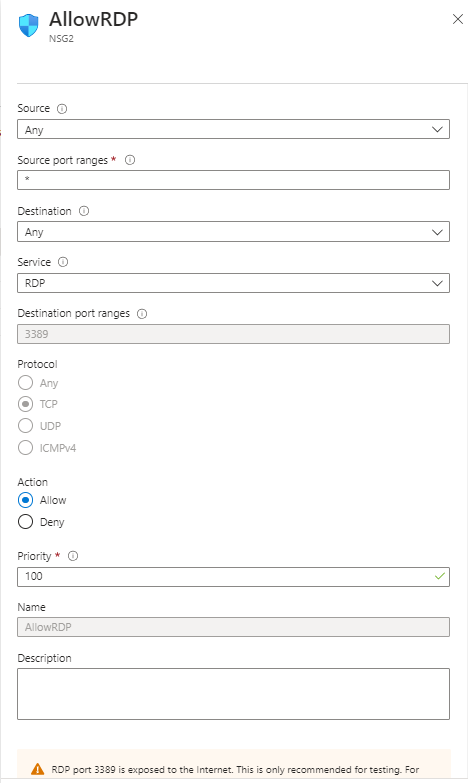 AllowRDP
NSG2
Source
Any
Source port ranges *
*
Destination
Any
Service
RDP
Destination port ranges
3389
Protocol
Any
TCP
UDP
ICMPv4
Action
Allow
Deny
Priority *
100
Name
AllowRDP
Description
RDP port 3389 is exposed to the Internet. This is only recommended for testing. For